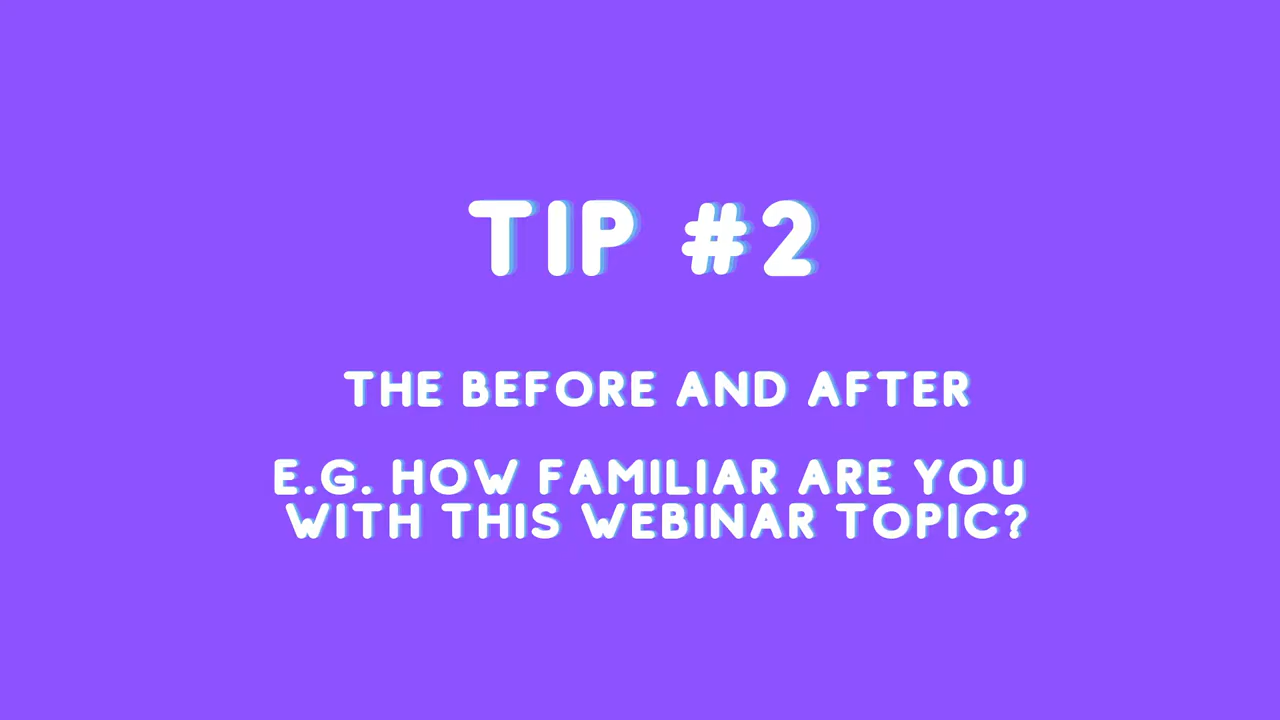 TIP #2
THE BEFORE AND AFTER
E.G. HOW FAMILIAR ARE YOU
WITH THIS WEBINAR TOPIC?